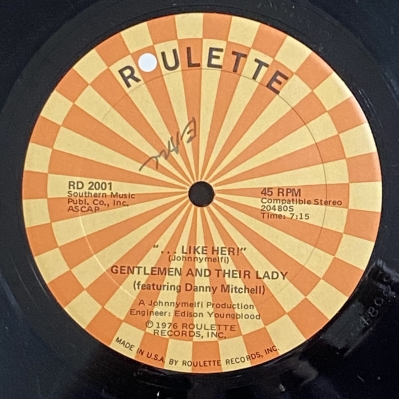 ROULETTE
RD 2001
Southern Music
Publ. Co., Inc.
ASCAP
45 RPM
Compatible Stereo
20480S
Time: 7:15
"... LIKE HER!"
(Johnnymelfi)
GENTLEMEN AND THEIR LADY
(featuring Danny Mitchell)
A Johnnymelfi Production
Engineer: Edison Youngblood
©1976 ROULETTE
RECORDS, INC.
MADE IN U.S.A. BY ROULETTE RECORDS, INC.